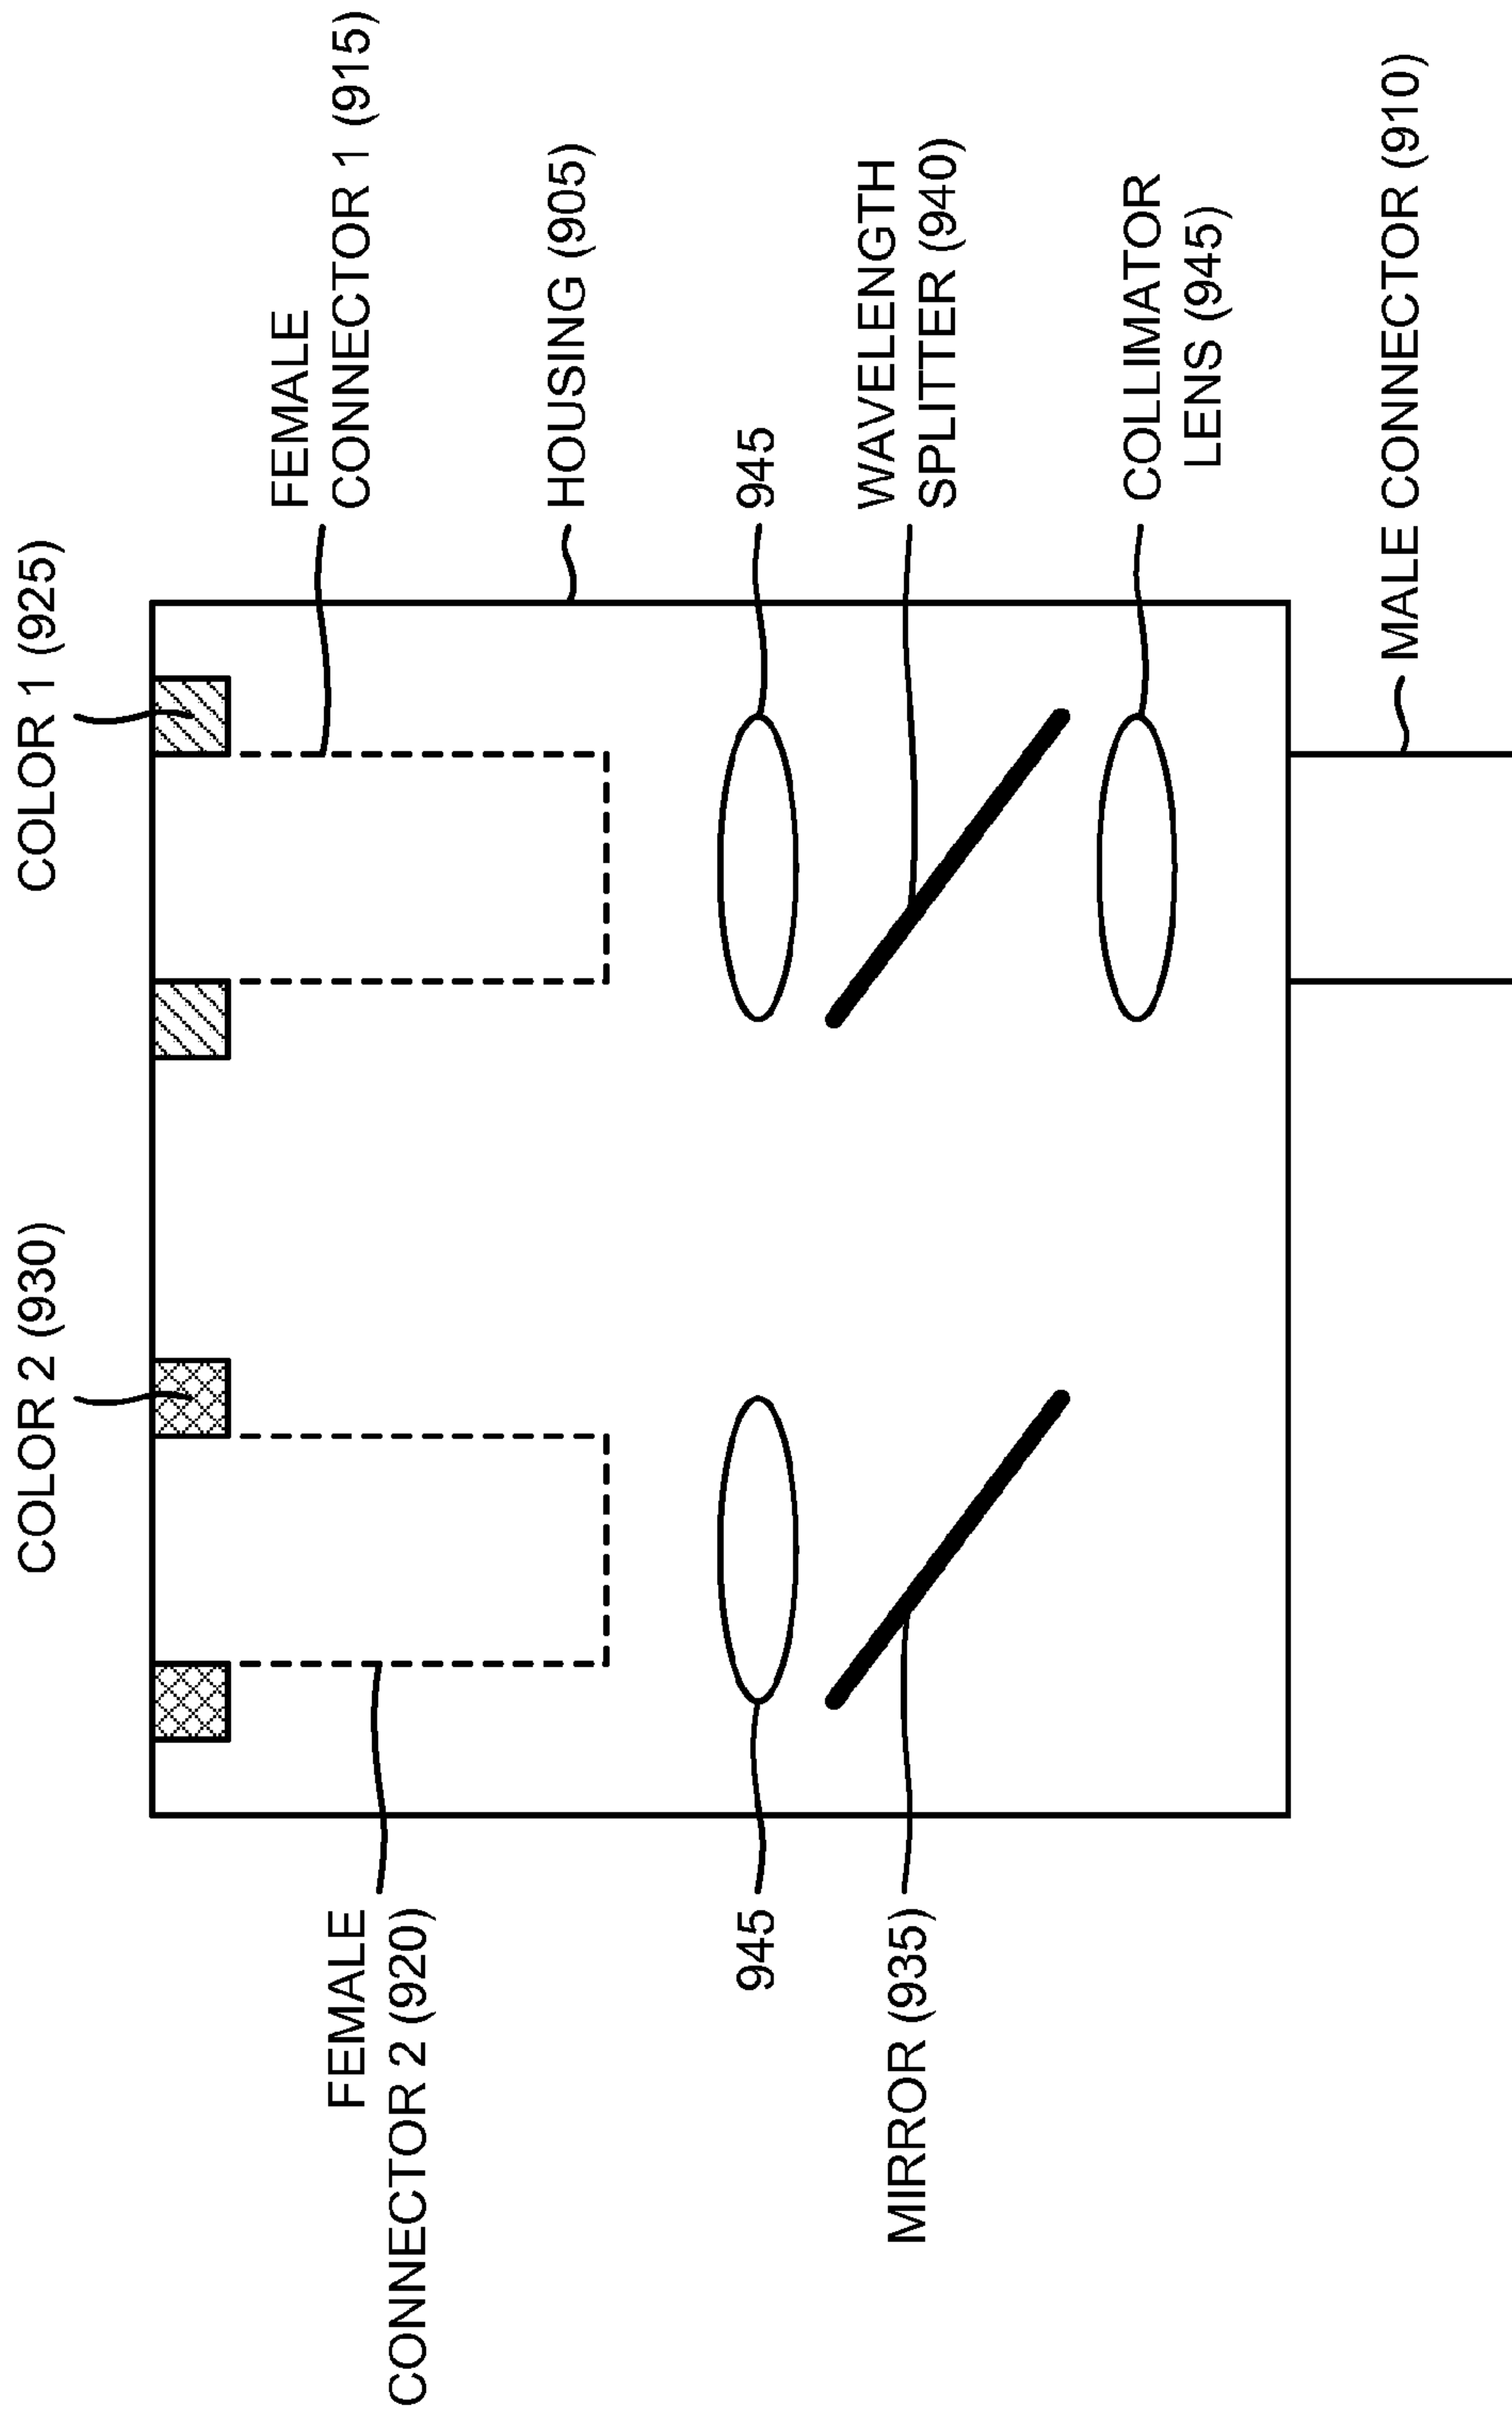 COLOR 2 (930)
COLOR 1 (925)
FEMALE
CONNECTOR 1 (915)
FEMALE
CONNECTOR 2 (920)
HOUSING (905)
945
945
WAVELENGTH
SPLITTER (940)
MIRROR (935)
COLLIMATOR
LENS (945)
MALE CONNECTOR (910)